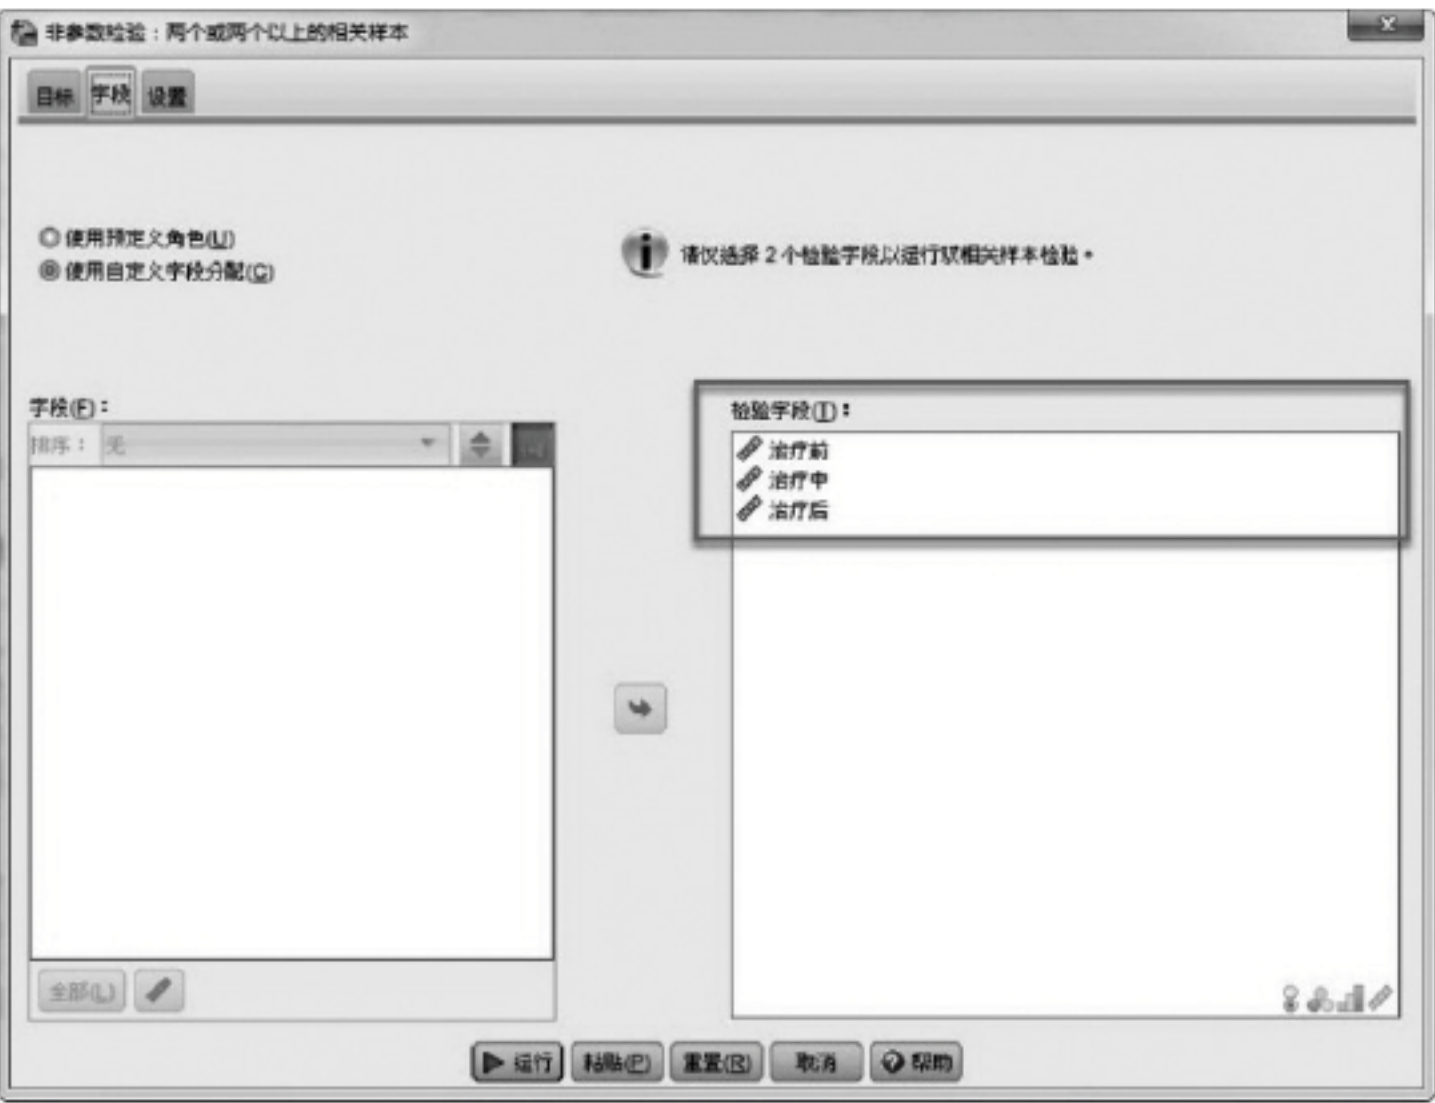 非参数检验：两个或两个以上的相关样本
目标 字段 设置
使用预定义角色(U)
使用自定义字段分配(C)
请仅选择 2 个检验字段以运行双相关样本检验。
字段(F)：
排序： 无
检验字段(T)：
治疗前
治疗中
治疗后
全部(L)
运行 粘贴(P) 重置(R) 取消 帮助